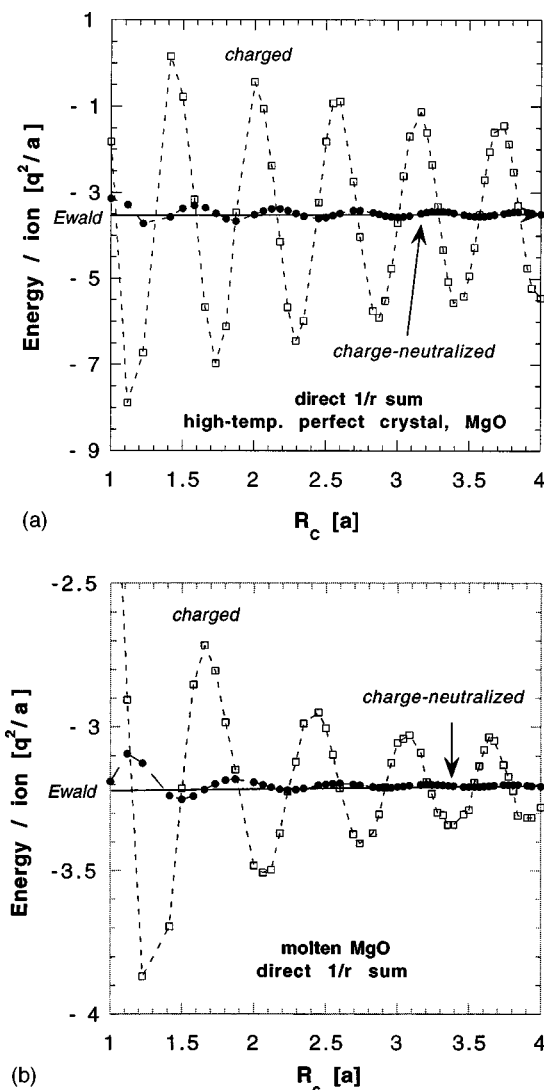 1
charged
- 1
Energy / ion [q²/a]
Ewald
- 5
charge-neutralized
- 7
direct 1/r sum
high-temp. perfect crystal, MgO
- 9
1 1.5 2 2.5 3 3.5 4
(a)
R_C [a]
-2.5
charged
charge-neutralized
-3
Energy / ion [q²/a]
Ewald
-3.5
molten MgO
direct 1/r sum
- 4
1 1.5 2 2.5 3 3.5 4
(b)